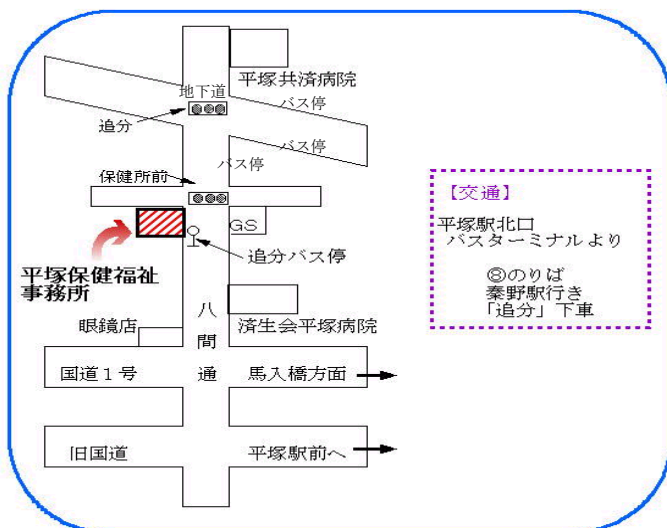 平塚共済病院
地下道
バス停
追分
バス停
バス停
保健所前
GS
追分バス停
平塚保健福祉
事務所
八間通
眼鏡店
済生会平塚病院
国道1号
馬入橋方面
旧国道
平塚駅前へ
【交通】
平塚駅北口
バスターミナルより
⑧のりば
秦野駅行き
「追分」下車